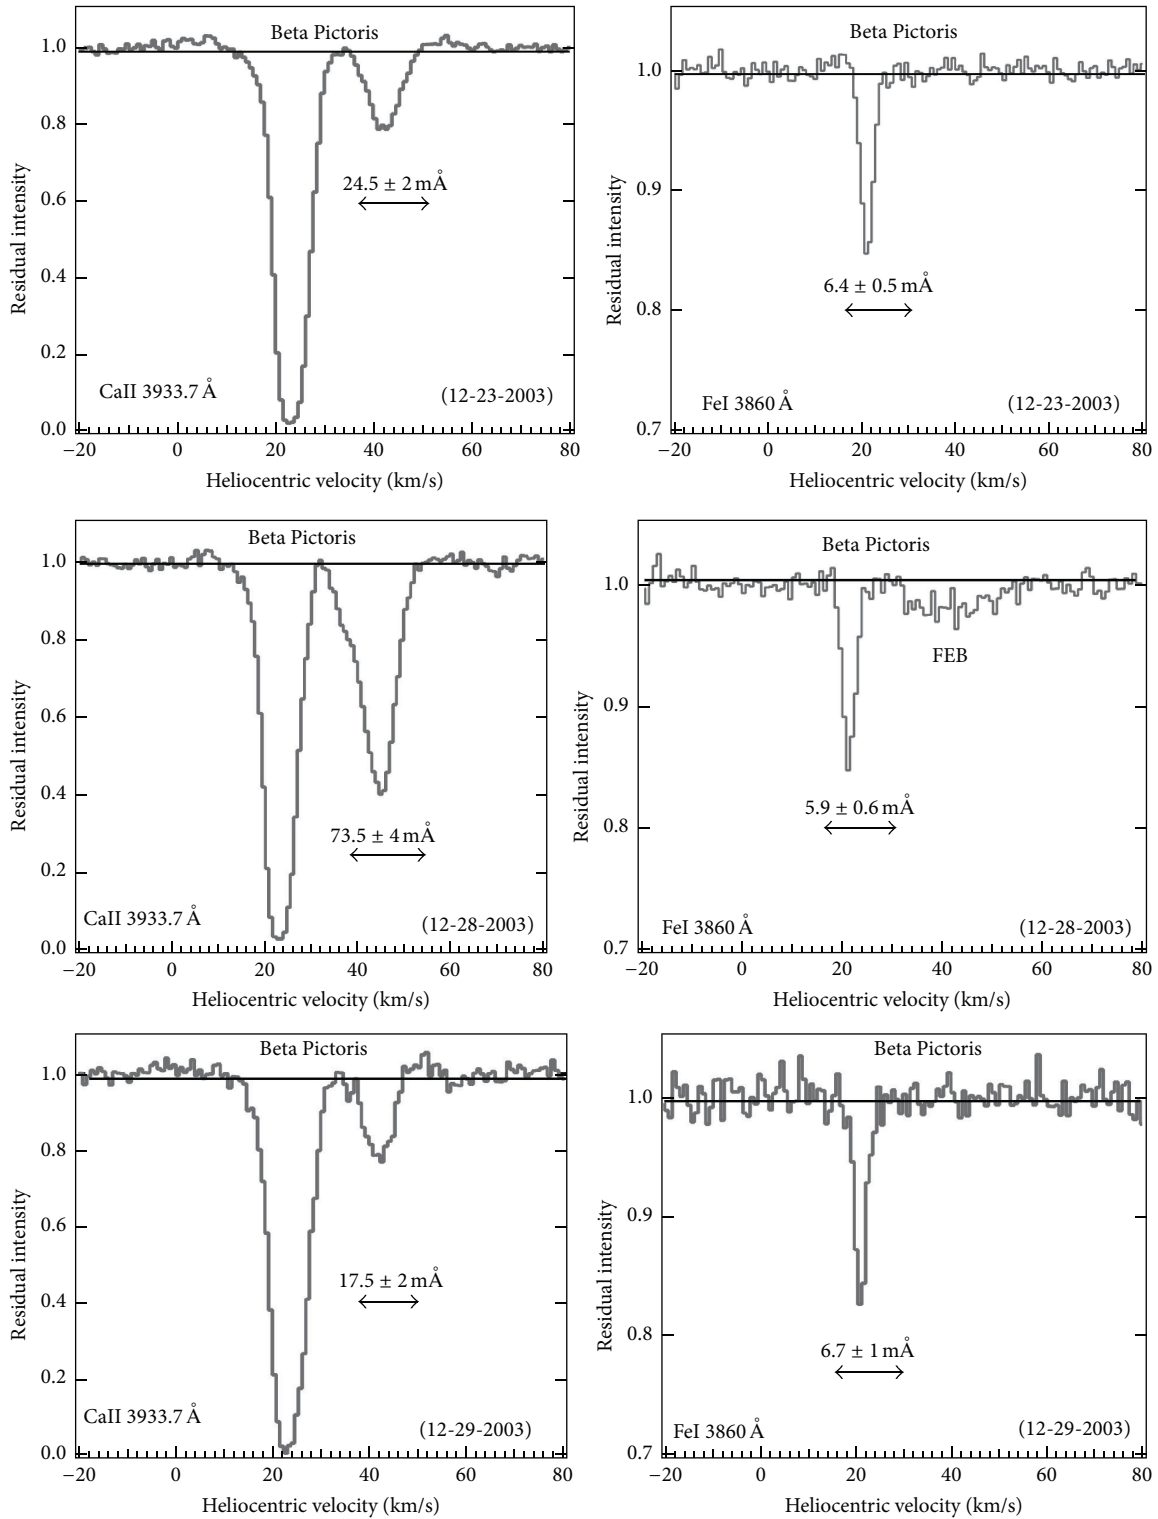 Beta Pictoris
1.0
0.8
0.6
0.4
0.2
0.0
Residual intensity
24.5 ± 2 mÅ
CaII 3933.7 Å
(12-23-2003)
−20 0 20 40 60 80
Heliocentric velocity (km/s)
Beta Pictoris
1.0
0.9
0.8
0.7
Residual intensity
6.4 ± 0.5 mÅ
FeI 3860 Å
(12-23-2003)
−20 0 20 40 60 80
Heliocentric velocity (km/s)
Beta Pictoris
1.0
0.8
0.6
0.4
0.2
0.0
Residual intensity
73.5 ± 4 mÅ
CaII 3933.7 Å
(12-28-2003)
−20 0 20 40 60 80
Heliocentric velocity (km/s)
Beta Pictoris
1.0
0.9
0.8
0.7
Residual intensity
FEB
5.9 ± 0.6 mÅ
FeI 3860 Å
(12-28-2003)
−20 0 20 40 60 80
Heliocentric velocity (km/s)
Beta Pictoris
1.0
0.8
0.6
0.4
0.2
0.0
Residual intensity
17.5 ± 2 mÅ
CaII 3933.7 Å
(12-29-2003)
−20 0 20 40 60 80
Heliocentric velocity (km/s)
Beta Pictoris
1.0
0.9
0.8
0.7
Residual intensity
6.7 ± 1 mÅ
FeI 3860 Å
(12-29-2003)
−20 0 20 40 60 80
Heliocentric velocity (km/s)